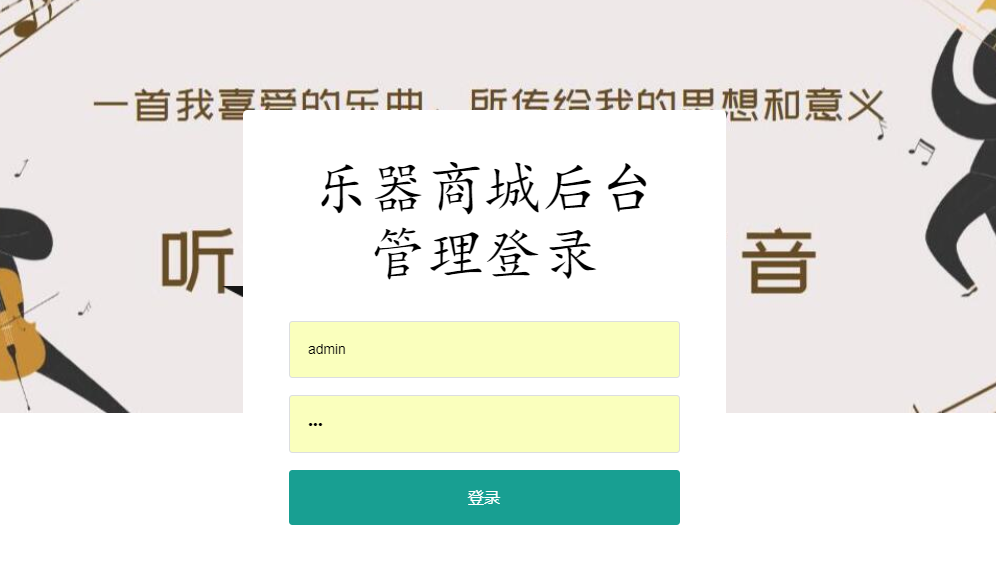 一首我喜爱的乐曲，所传给我的思想和意义
听
音
乐器商城后台
管理登录
admin
•••
登录